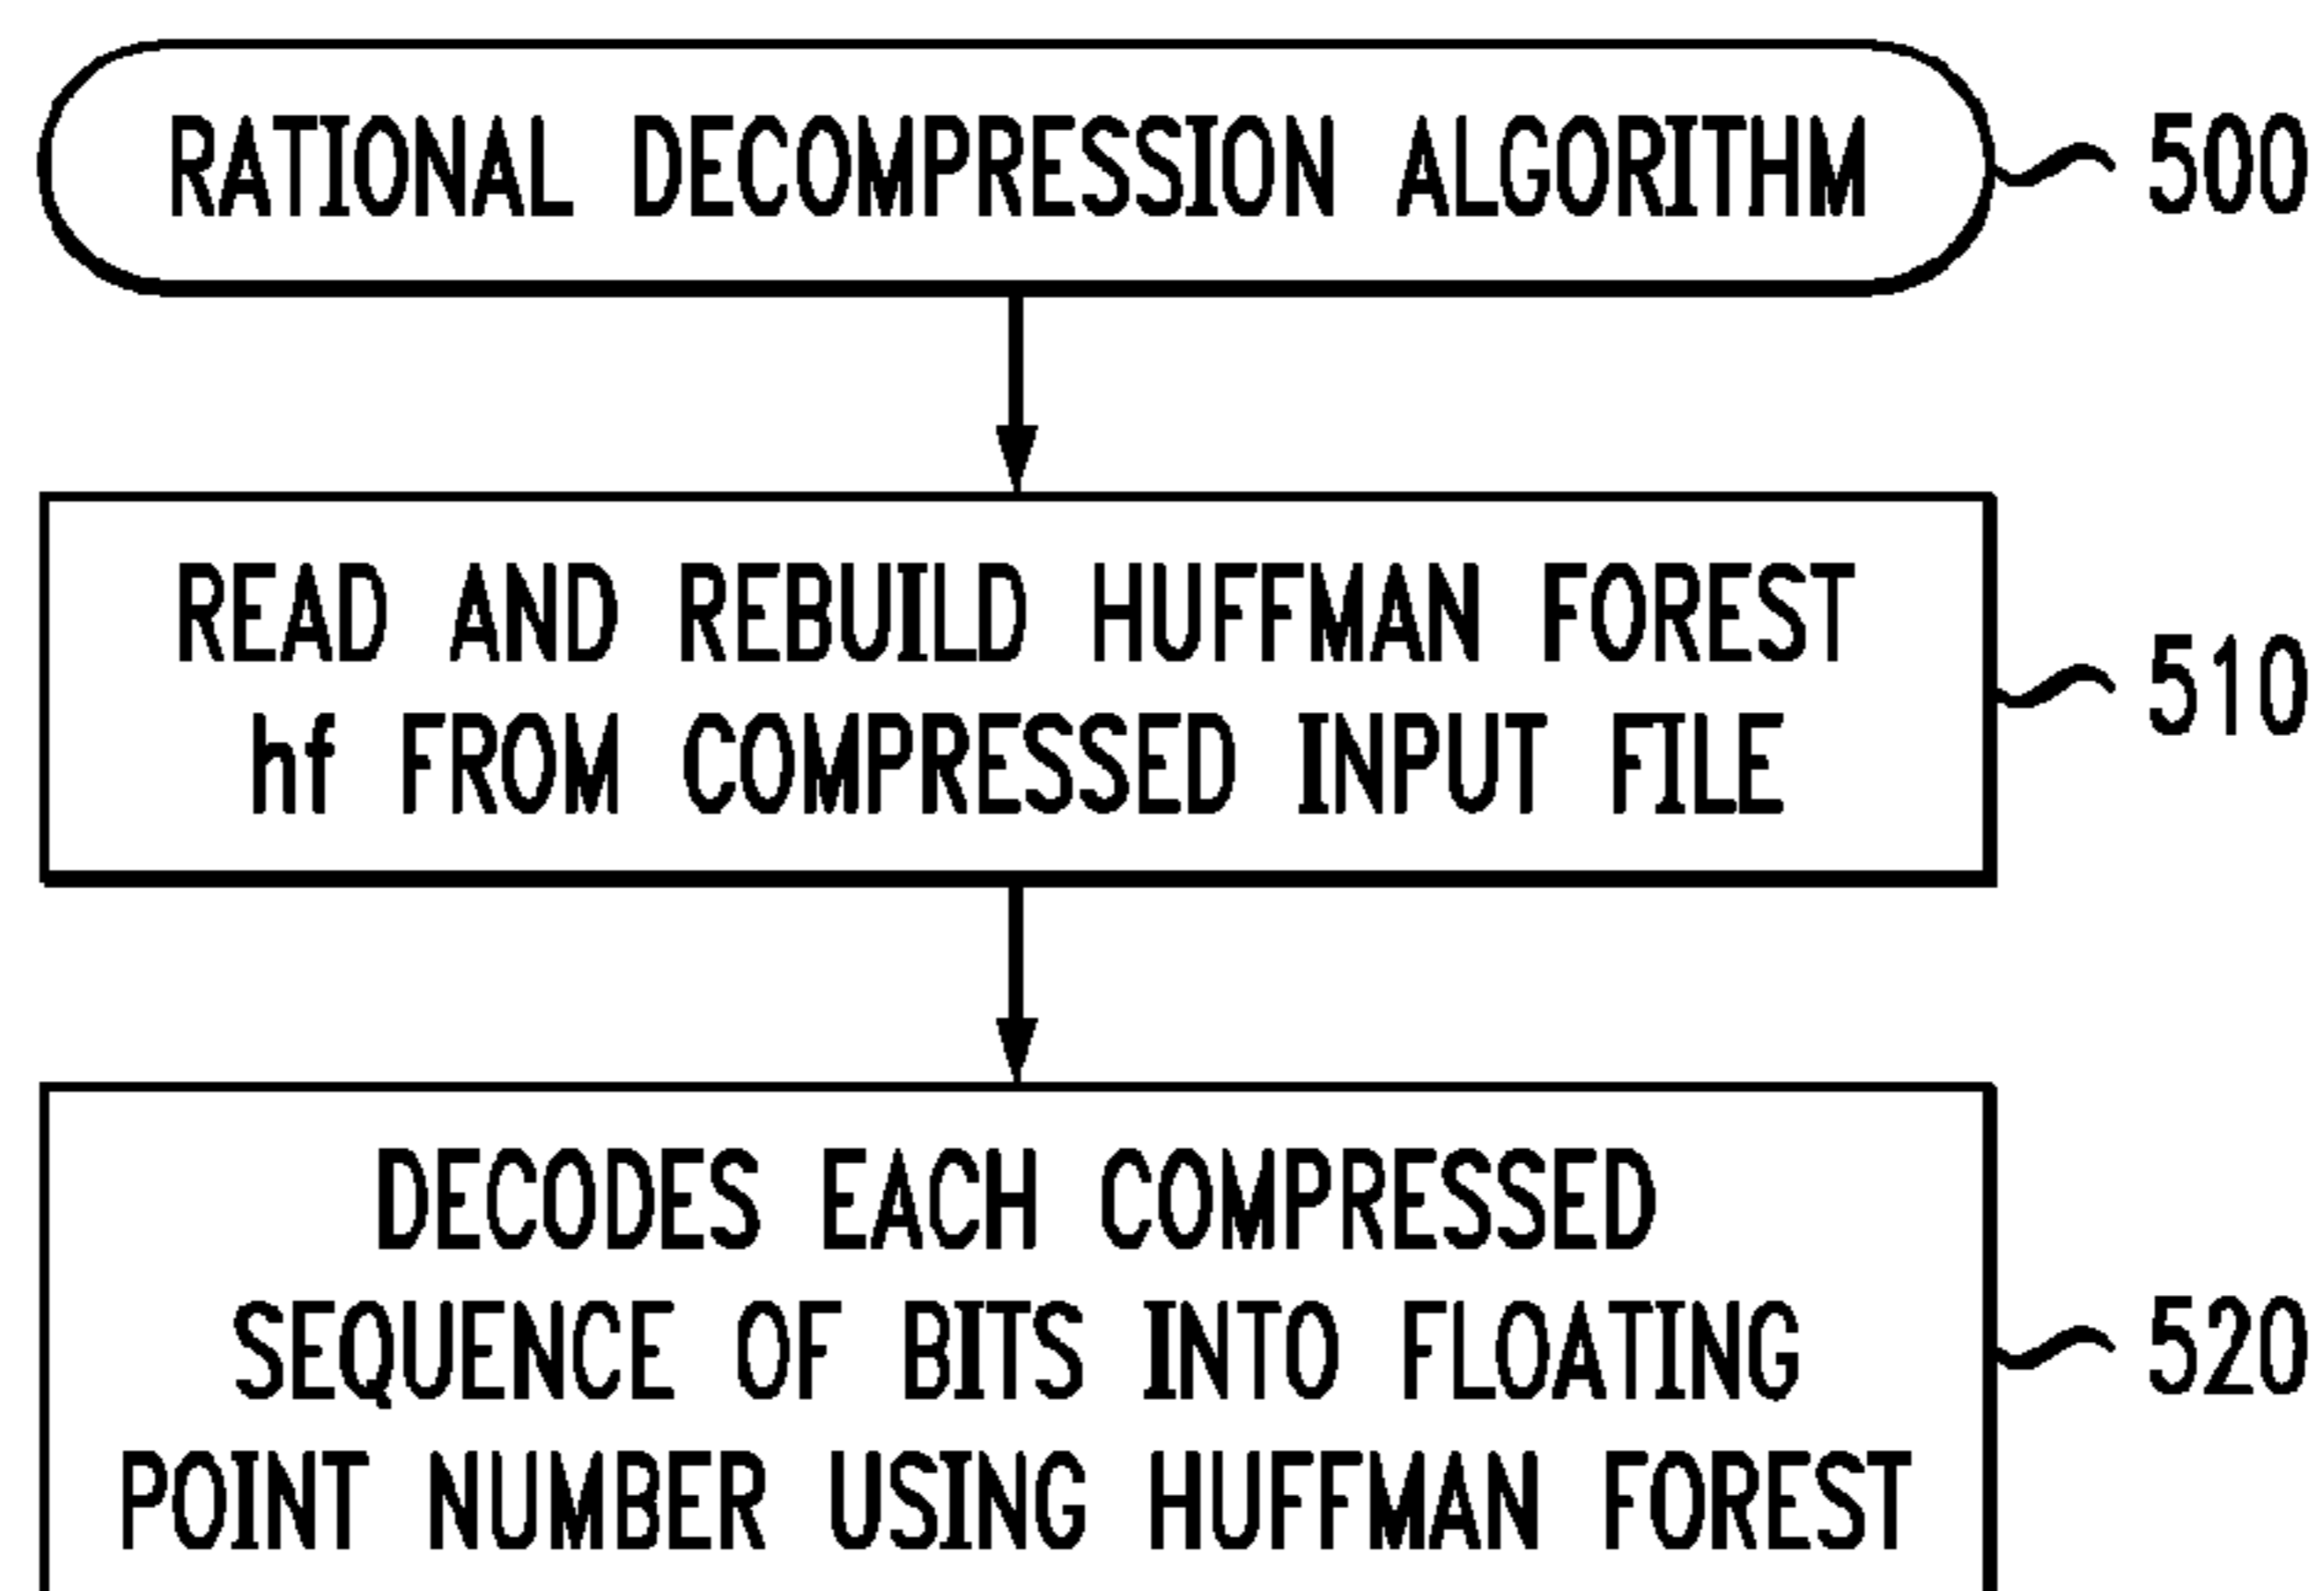 RATIONAL DECOMPRESSION ALGORITHM
500
READ AND REBUILD HUFFMAN FOREST
hf FROM COMPRESSED INPUT FILE
510
DECODES EACH COMPRESSED
SEQUENCE OF BITS INTO FLOATING
POINT NUMBER USING HUFFMAN FOREST
520